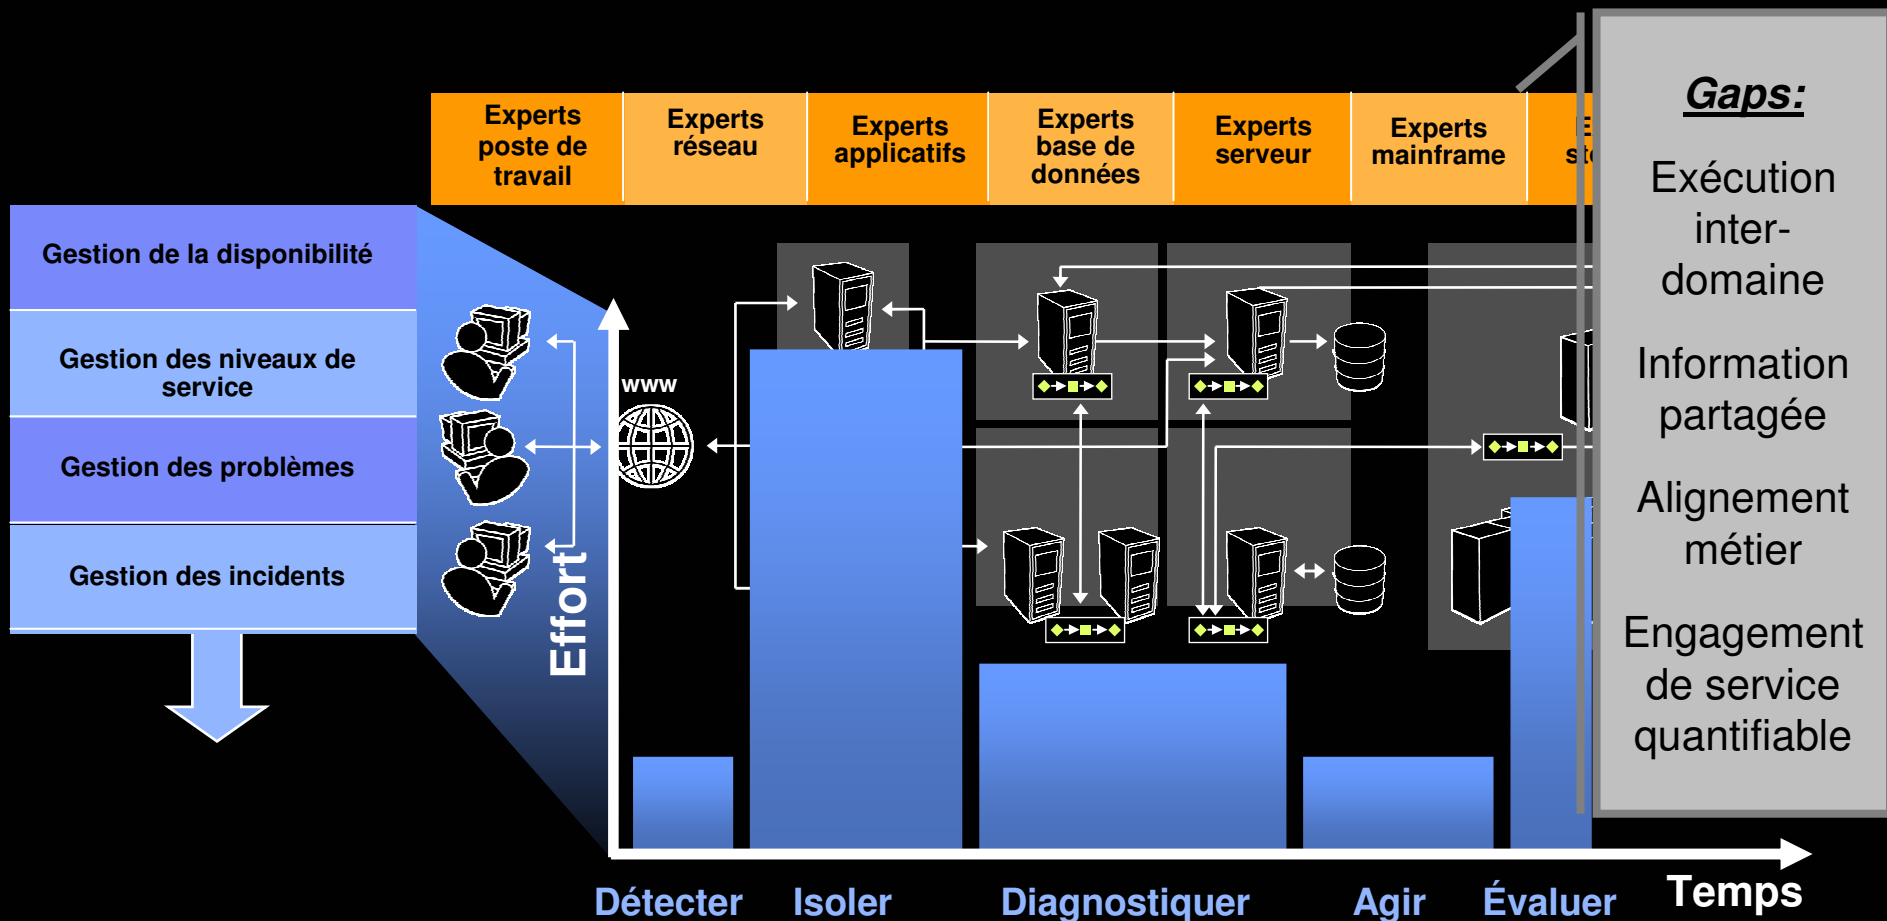 Gaps:
Experts
poste de
travail
Experts
réseau
Experts
applicatifs
Experts
base de
données
Experts
serveur
Experts
mainframe
Exécution
inter-
domaine
Information
partagée
Alignement
métier
Engagement
de service
quantifiable
Gestion de la disponibilité
Gestion des niveaux de
service
Gestion des problèmes
Gestion des incidents
www
Effort
Détecter
Isoler
Diagnostiquer
Agir
Évaluer
Temps